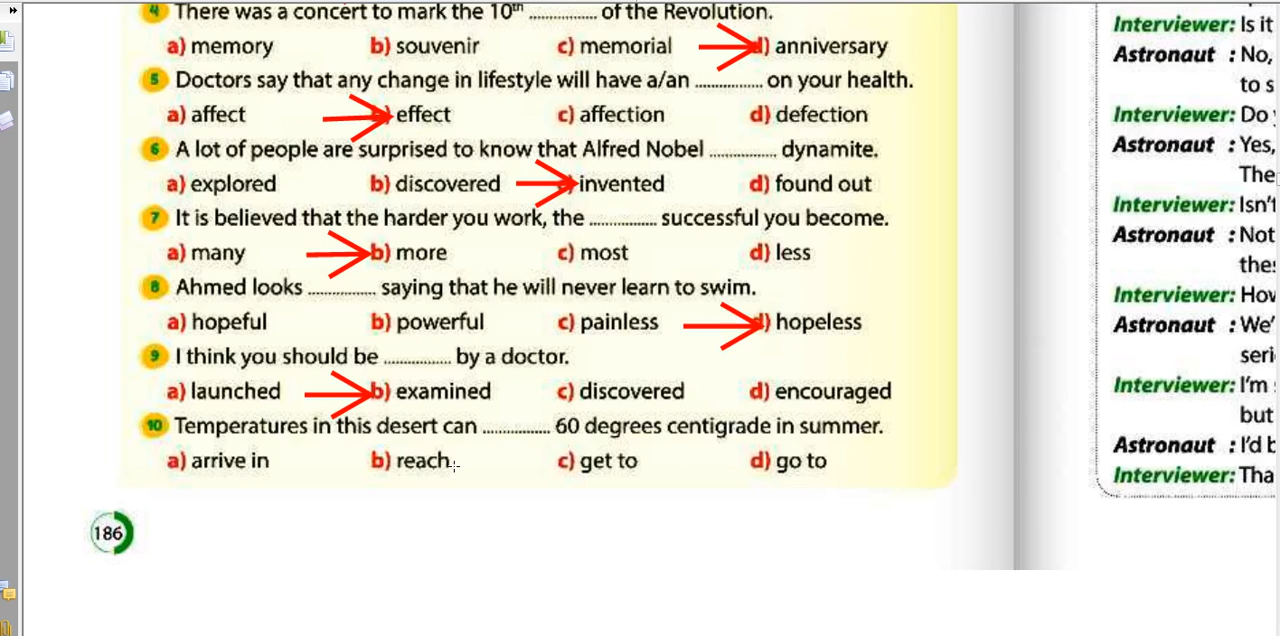 4 There was a concert to mark the 10th ................ of the Revolution.
a) memory b) souvenir c) memorial d) anniversary
5 Doctors say that any change in lifestyle will have a/an ................ on your health.
a) affect b) effect c) affection d) defection
6 A lot of people are surprised to know that Alfred Nobel ................ dynamite.
a) explored b) discovered c) invented d) found out
7 It is believed that the harder you work, the ................ successful you become.
a) many b) more c) most d) less
8 Ahmed looks ................ saying that he will never learn to swim.
a) hopeful b) powerful c) painless d) hopeless
9 I think you should be ................ by a doctor.
a) launched b) examined c) discovered d) encouraged
10 Temperatures in this desert can ................ 60 degrees centigrade in summer.
a) arrive in b) reach c) get to d) go to
186
Interviewer: Is it
Astronaut : No,
to s
Interviewer: Do
Astronaut : Yes,
The
Interviewer: Isn't
Astronaut : Not
thes
Interviewer: How
Astronaut : We'
seri
Interviewer: I'm
but
Astronaut : I'd b
Interviewer: Tha